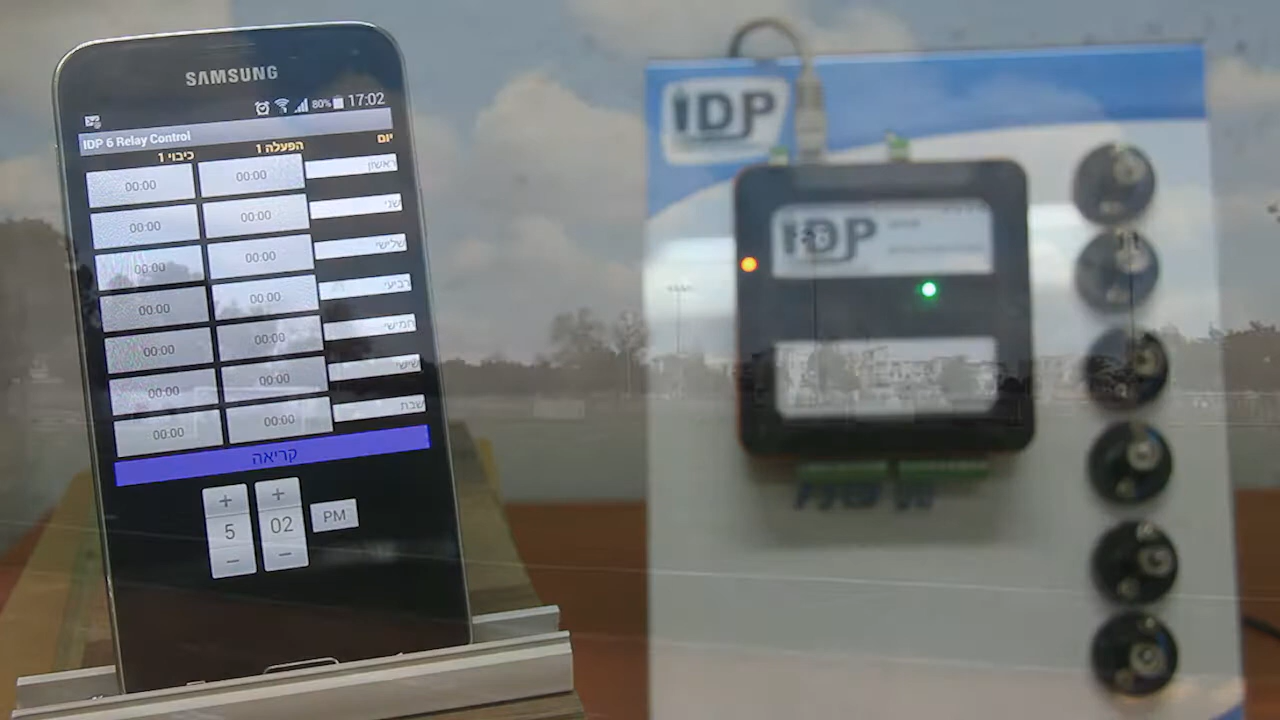 SAMSUNG
80% 17:02
IDP 6 Relay Control
יום הפעלה 1 כיבוי 1
ראשון 00:00 00:00
שני 00:00 00:00
שלישי 00:00 00:00
רביעי 00:00 00:00
חמישי 00:00 00:00
שישי 00:00 00:00
שבת 00:00 00:00
קריאה
+ +
5 02 PM
− −
IDP
IDP